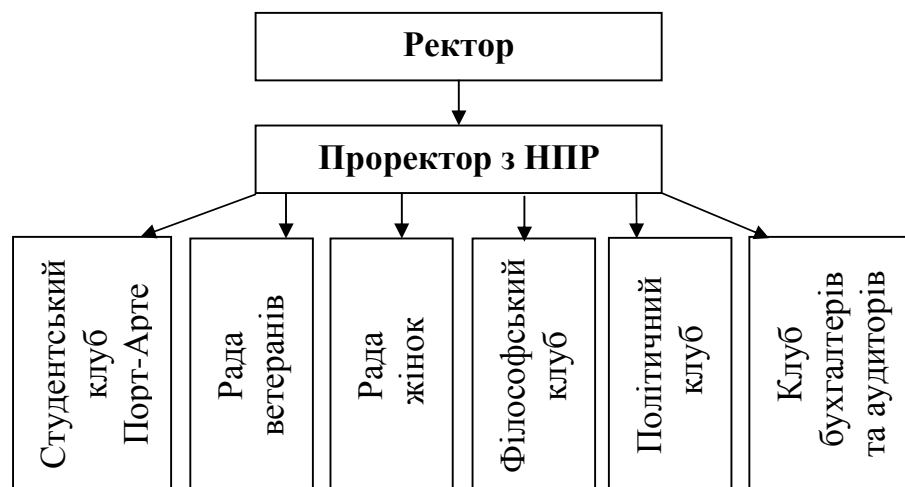 Ректор
Проректор з НПР
Студентський
клуб
Порт-Арте
Рада
ветеранів
Рада
жінок
Філософський
клуб
Політичний
клуб
Клуб
бухгалтерів
та аудиторів